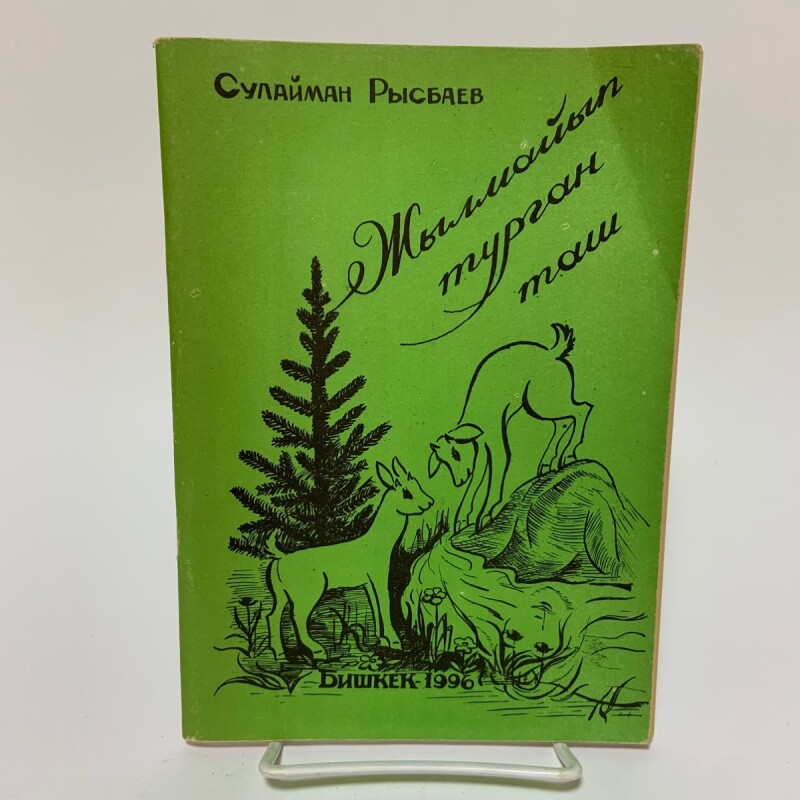 Сулайман Рысбаев
Жылмайып
турган
таш
Бишкек-1996